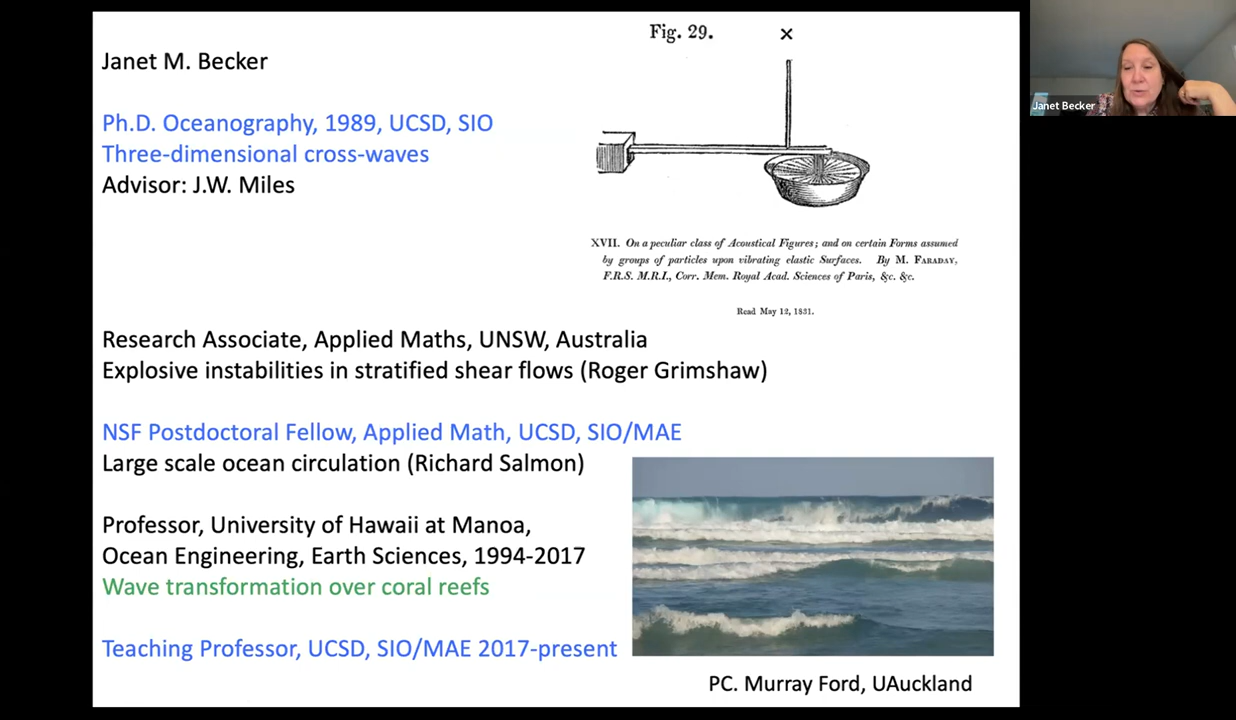 Janet M. Becker
Ph.D. Oceanography, 1989, UCSD, SIO
Three-dimensional cross-waves
Advisor: J.W. Miles
Fig. 29.
×
XVII. On a peculiar class of Acoustical Figures; and on certain Forms assumed
by groups of particles upon vibrating elastic Surfaces. By M. FARADAY,
F.R.S. M.R.I., Corr. Mem. Royal Acad. Sciences of Paris, &c. &c.
Read May 12, 1831.
Research Associate, Applied Maths, UNSW, Australia
Explosive instabilities in stratified shear flows (Roger Grimshaw)
NSF Postdoctoral Fellow, Applied Math, UCSD, SIO/MAE
Large scale ocean circulation (Richard Salmon)
Professor, University of Hawaii at Manoa,
Ocean Engineering, Earth Sciences, 1994-2017
Wave transformation over coral reefs
Teaching Professor, UCSD, SIO/MAE 2017-present
PC. Murray Ford, UAuckland
Janet Becker